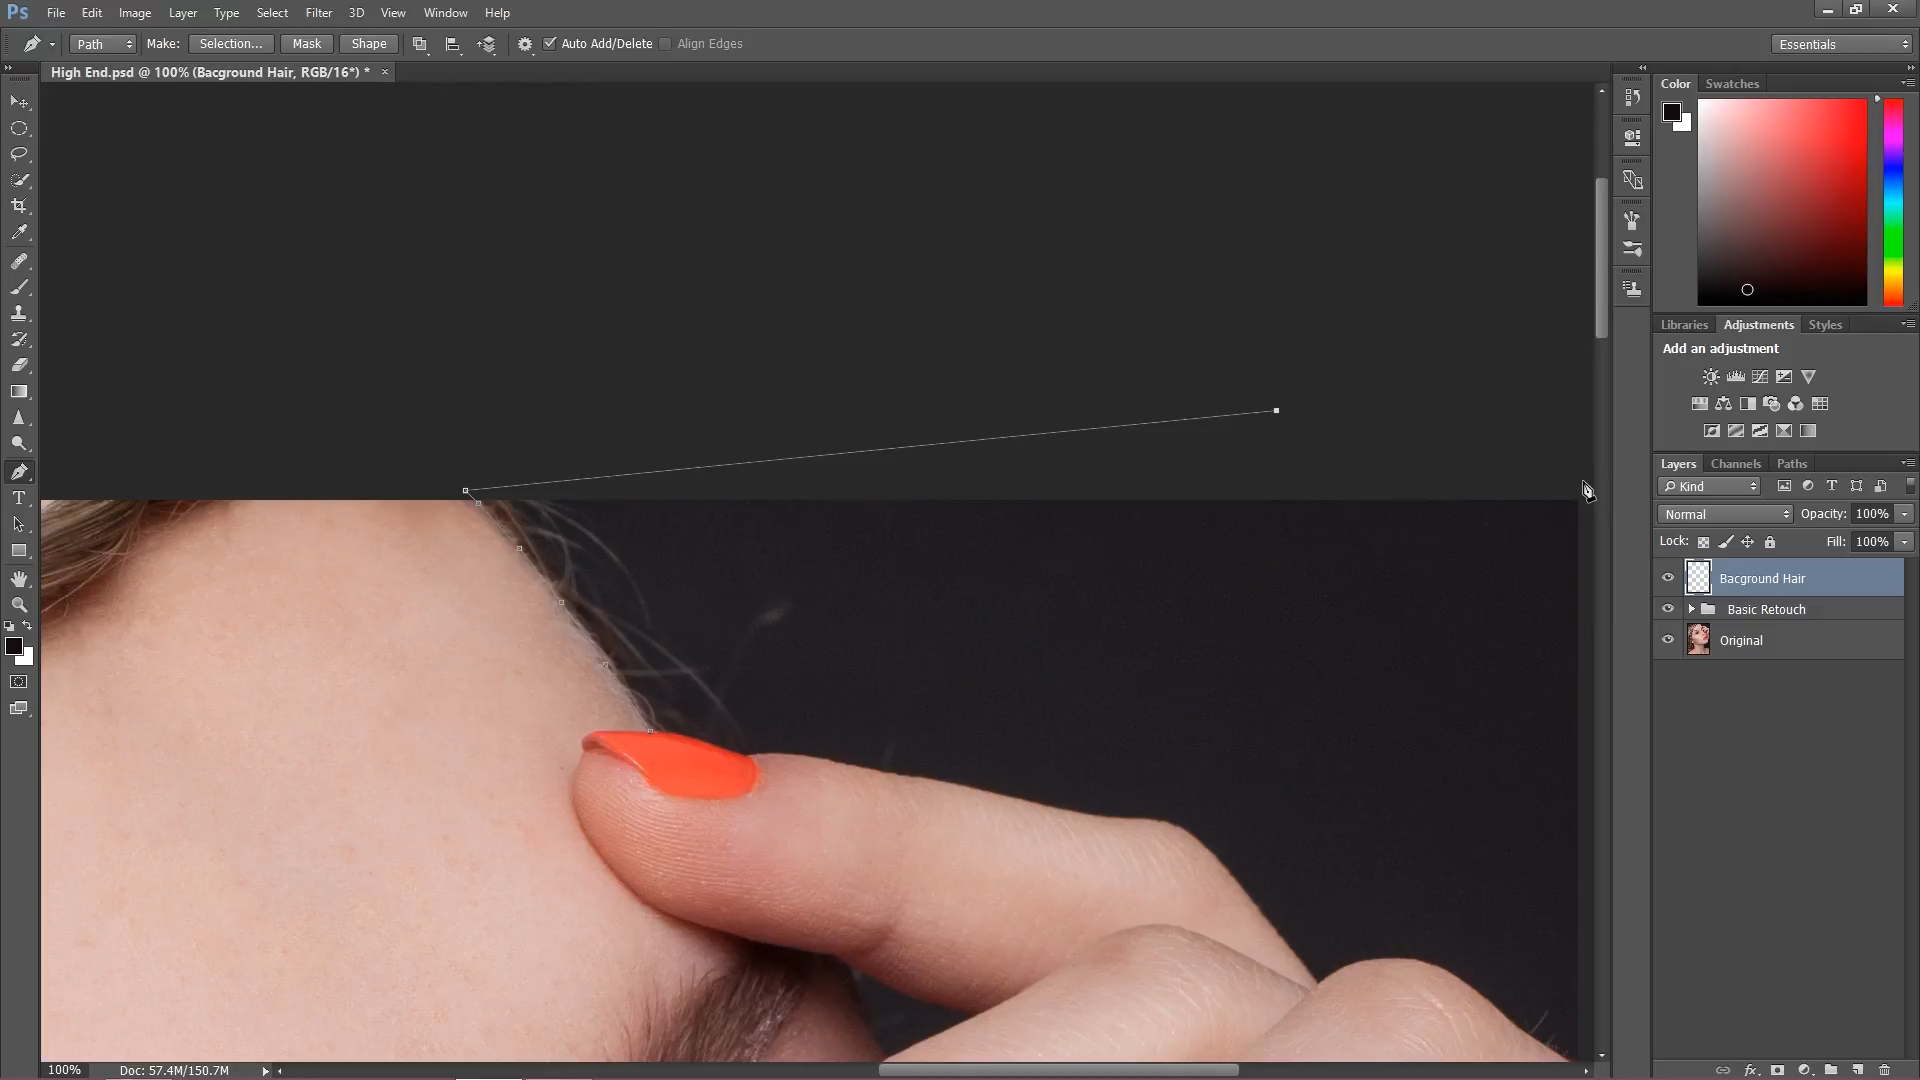 Ps File Edit Image Layer Type Select Filter 3D View Window Help
Path Make: Selection... Mask Shape Auto Add/Delete Align Edges Essentials
High End.psd @ 100% (Bacground Hair, RGB/16*) * ×
Color Swatches
Libraries Adjustments Styles
Add an adjustment
Layers Channels Paths
Kind
Normal Opacity: 100%
Lock: Fill: 100%
Bacground Hair
Basic Retouch
Original
100% Doc: 57.4M/150.7M